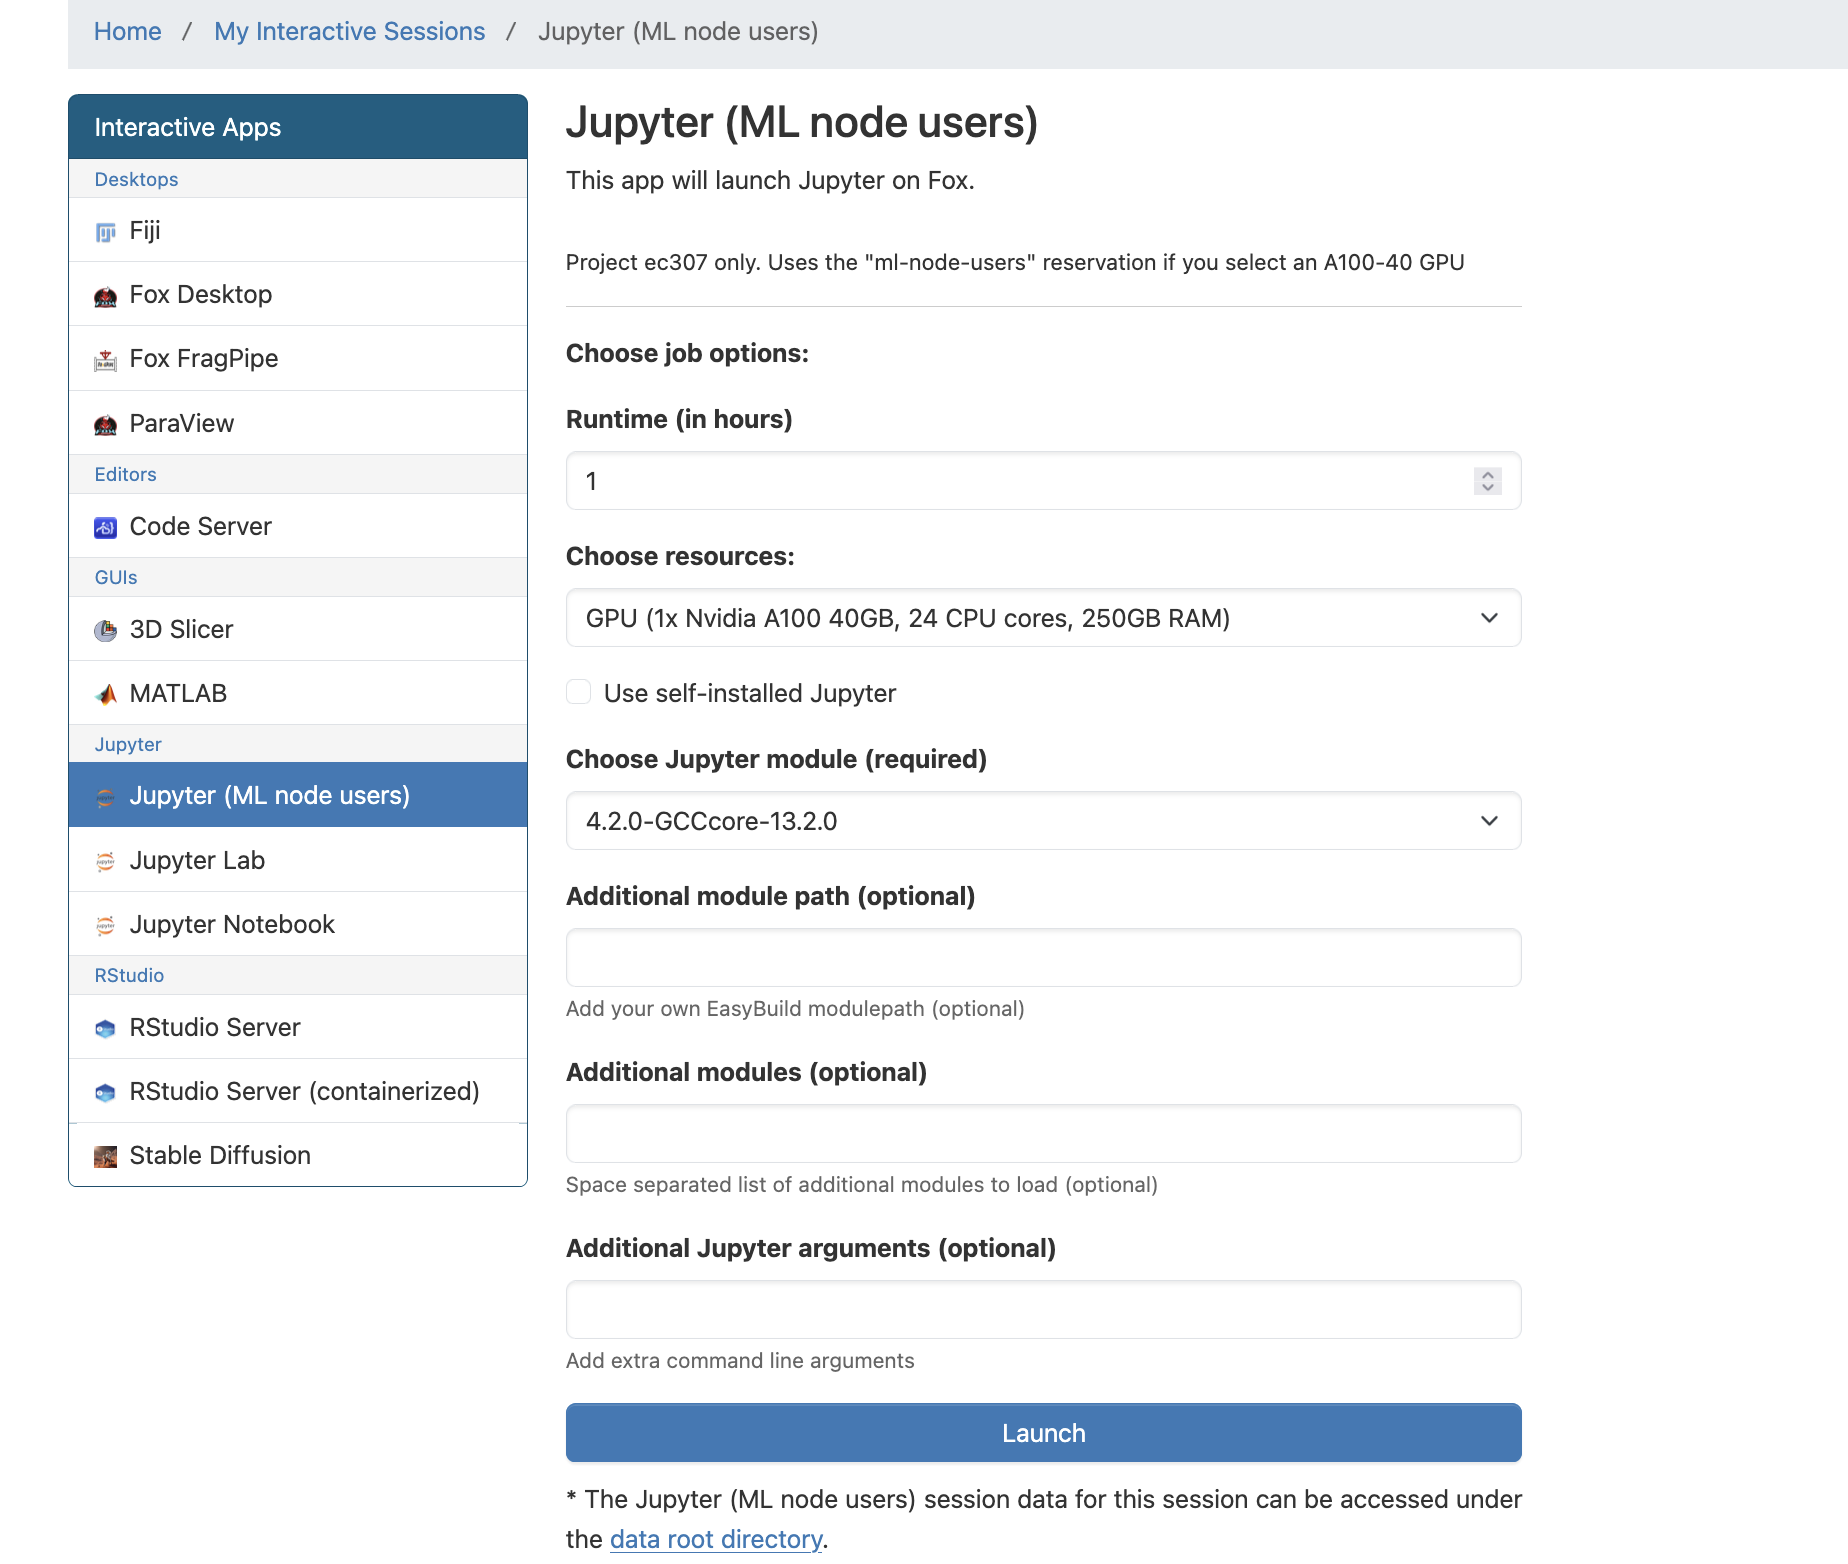 Home / My Interactive Sessions / Jupyter (ML node users)
Interactive Apps
Desktops
Fiji
Fox Desktop
Fox FragPipe
ParaView
Editors
Code Server
GUIs
3D Slicer
MATLAB
Jupyter
Jupyter (ML node users)
Jupyter Lab
Jupyter Notebook
RStudio
RStudio Server
RStudio Server (containerized)
Stable Diffusion
Jupyter (ML node users)
This app will launch Jupyter on Fox.
Project ec307 only. Uses the "ml-node-users" reservation if you select an A100-40 GPU
Choose job options:
Runtime (in hours)
1
Choose resources:
GPU (1x Nvidia A100 40GB, 24 CPU cores, 250GB RAM)
Use self-installed Jupyter
Choose Jupyter module (required)
4.2.0-GCCcore-13.2.0
Additional module path (optional)
Add your own EasyBuild modulepath (optional)
Additional modules (optional)
Space separated list of additional modules to load (optional)
Additional Jupyter arguments (optional)
Add extra command line arguments
Launch
* The Jupyter (ML node users) session data for this session can be accessed under
the data root directory.